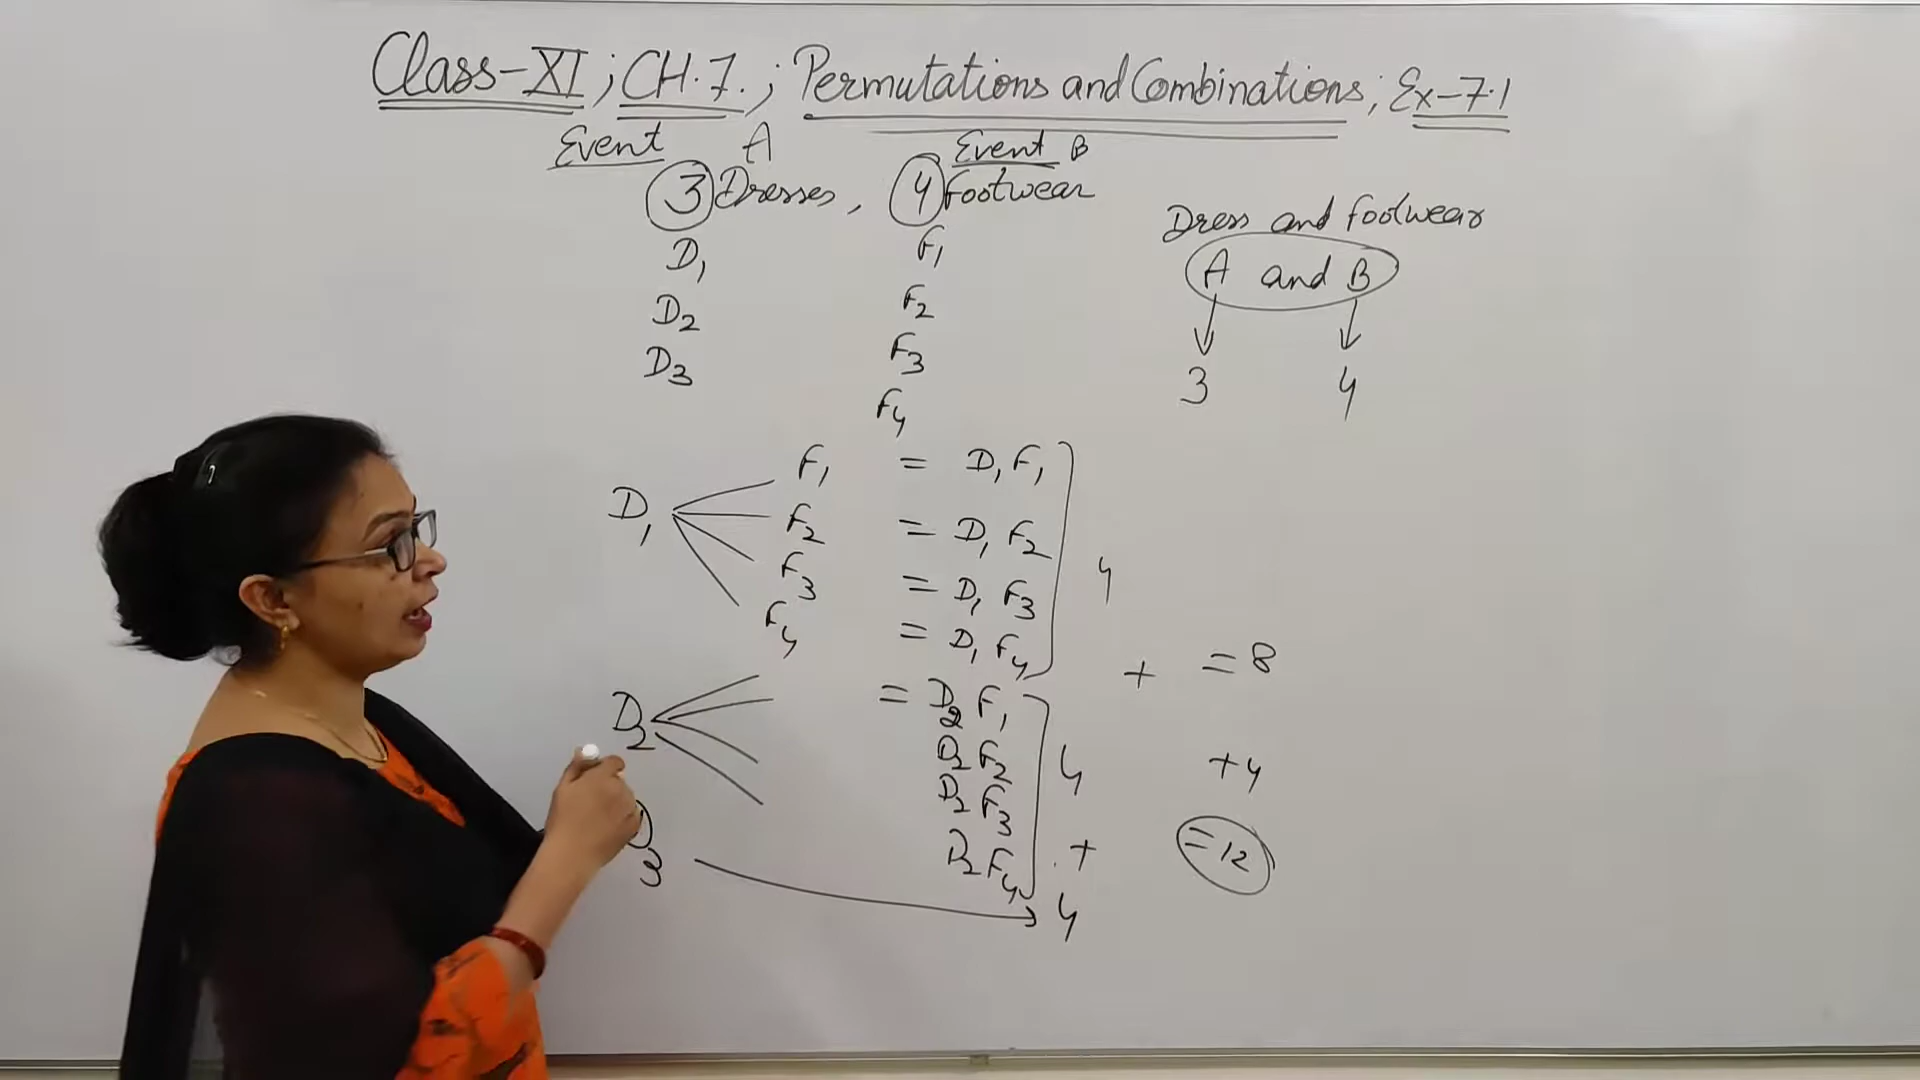 Class-XI ; CH.7. ; Permutations and Combinations ; Ex-7.1
Event A Event B
3 Dresses, 4 Footwear
Dress and footwear
D1 F1
A and B
D2 F2
D3 F3
3 4
F4
D1 F1 = D1 F1
F2 = D1 F2
F3 = D1 F3
4
F4 = D1 F4
+ = 8
D2 = D2 F1
D2 F2
4 +4
D2 F3
D3 D2 F4 + = 12
4